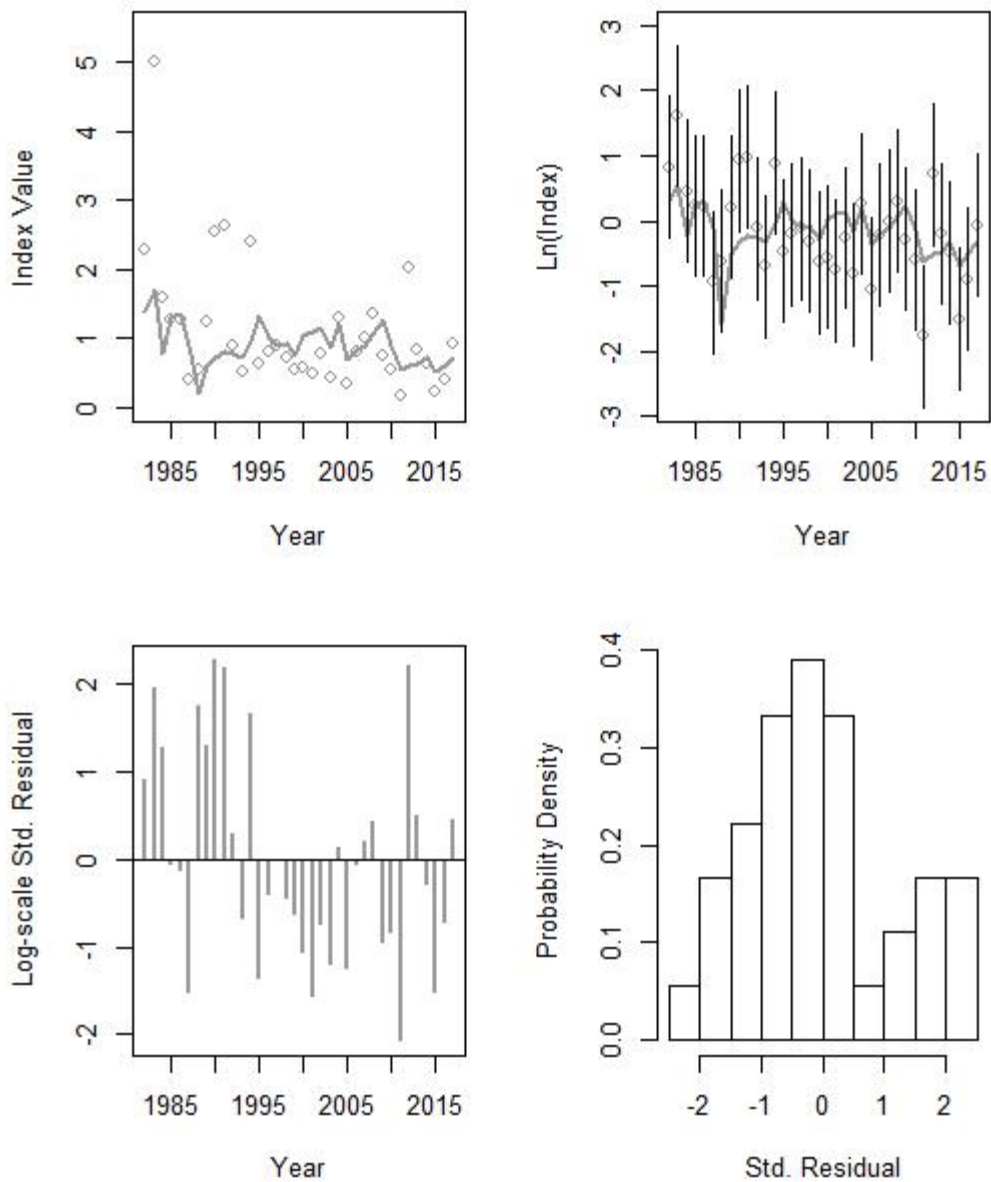 Index Value
0 1 2 3 4 5
1985 1995 2005 2015
Year
Ln(Index)
-3 -2 -1 0 1 2 3
1985 1995 2005 2015
Year
Log-scale Std. Residual
-2 -1 0 1 2
1985 1995 2005 2015
Year
Probability Density
0.0 0.1 0.2 0.3 0.4
-2 -1 0 1 2
Std. Residual